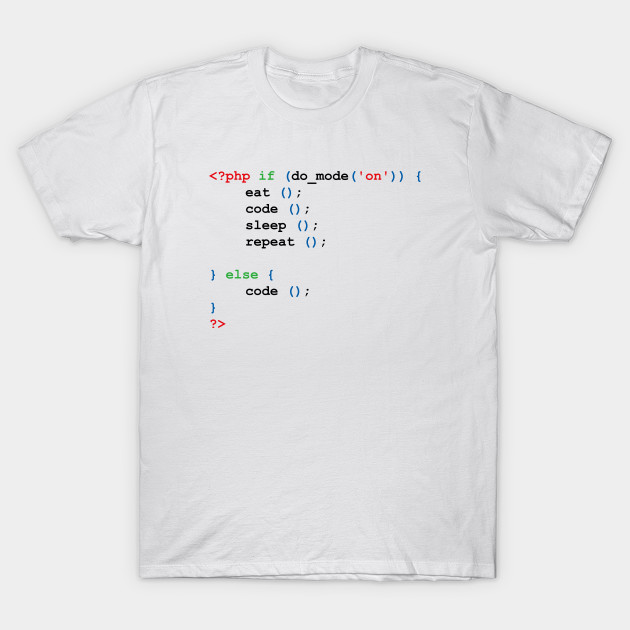 <?php if (do_mode('on')) {
    eat ();
    code ();
    sleep ();
    repeat ();

} else {
    code ();
}
?>